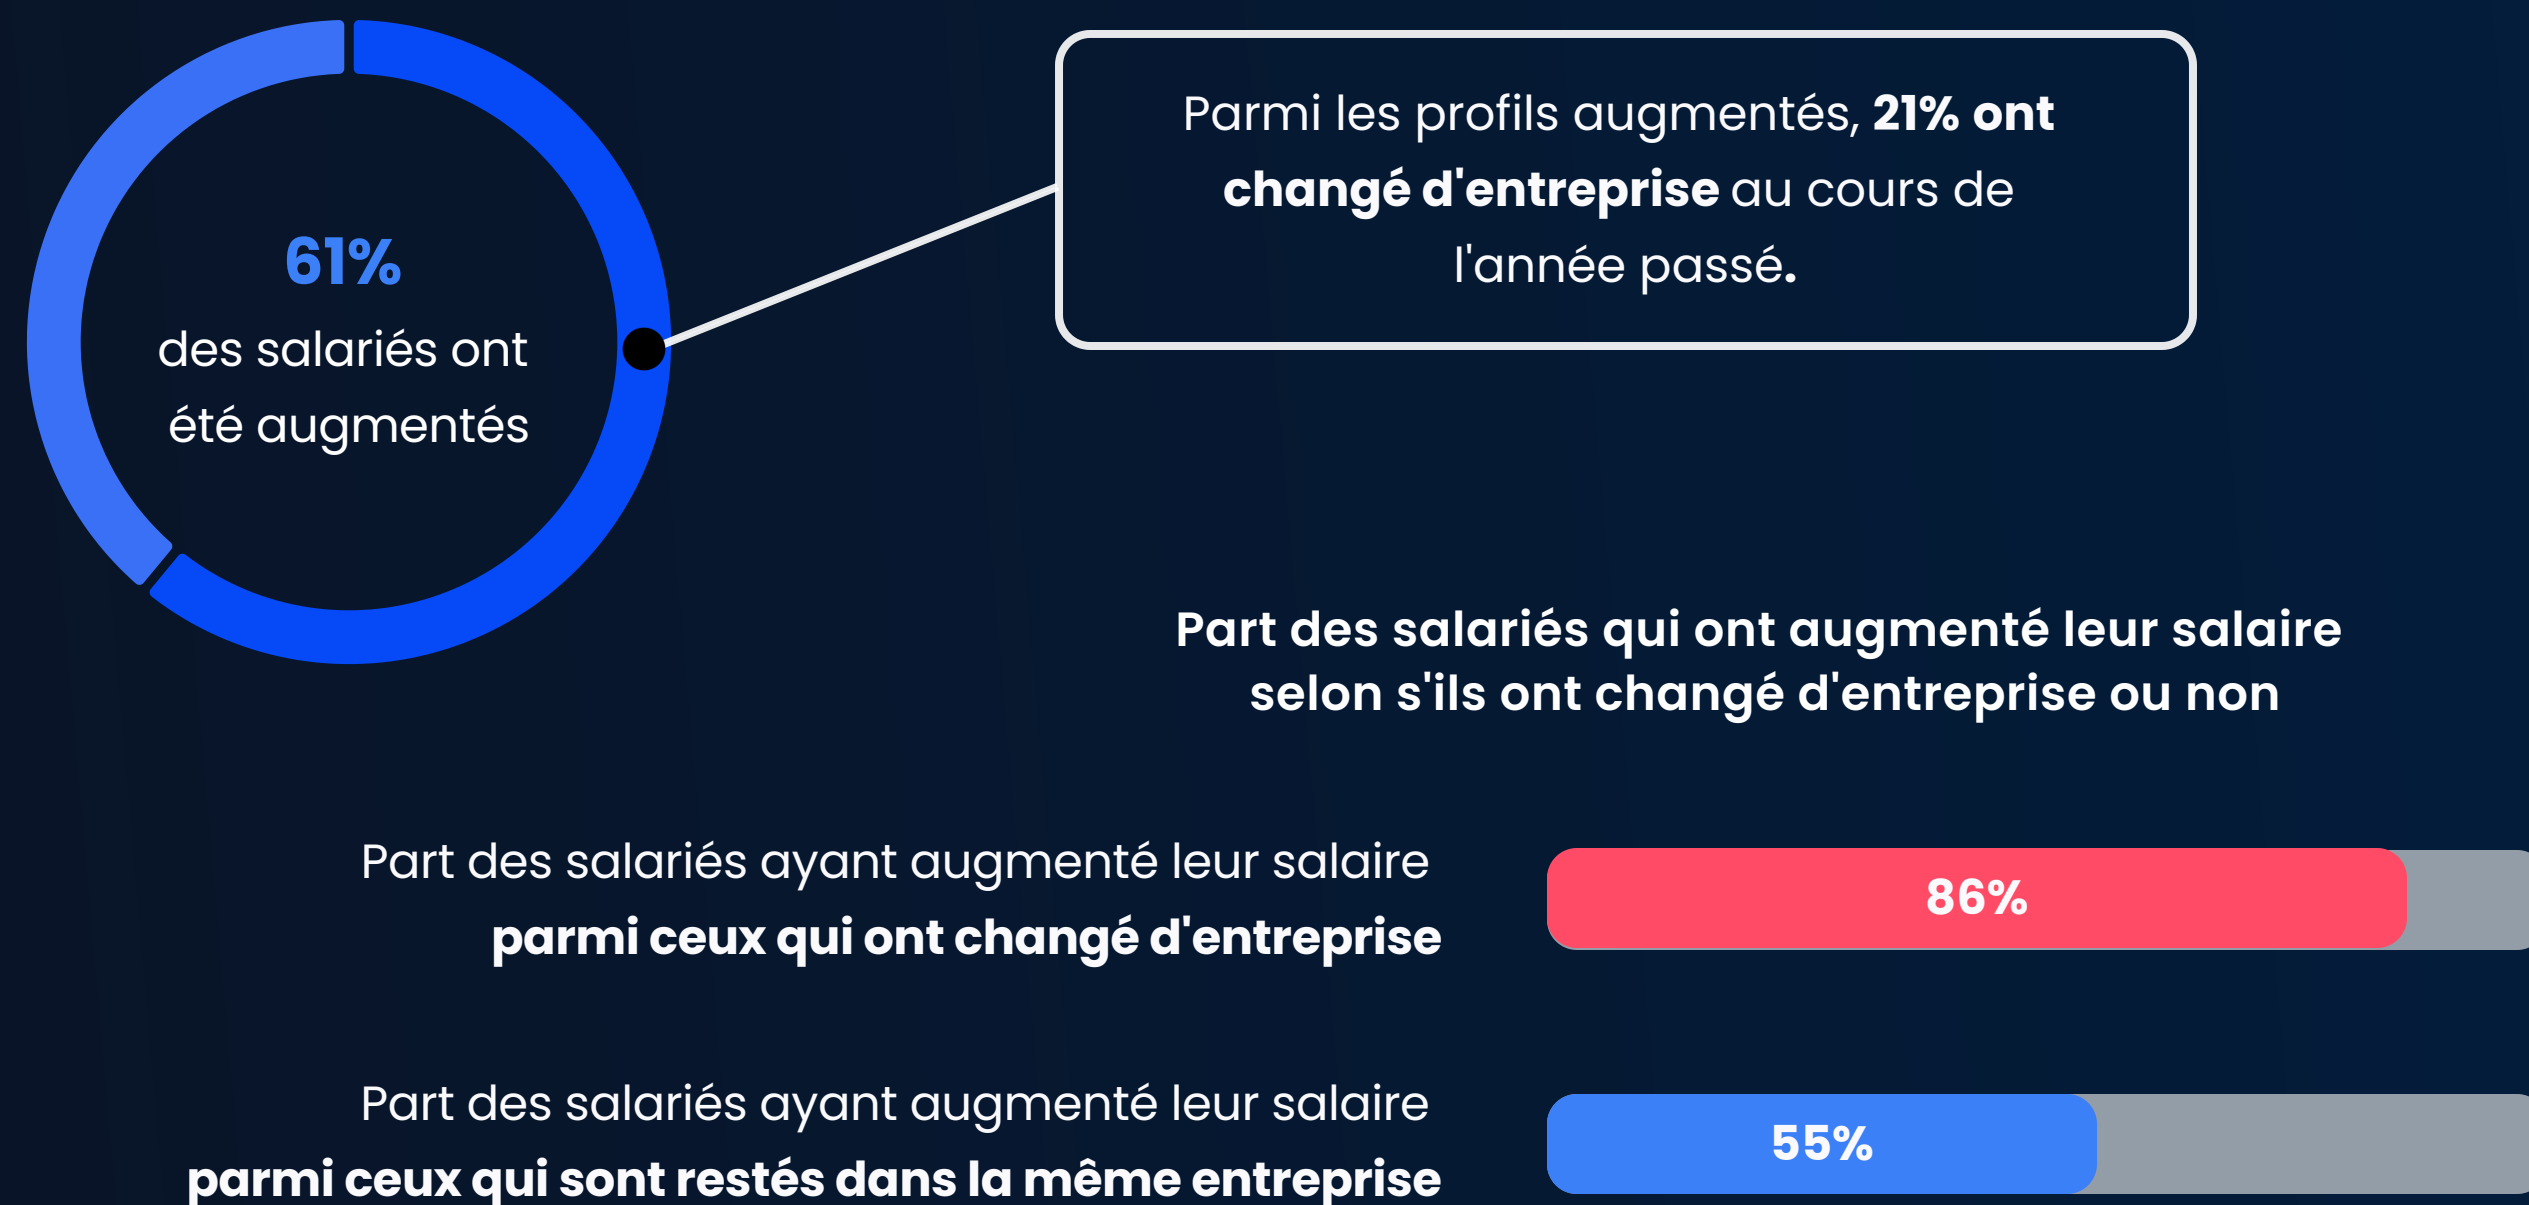 61%
des salariés ont
été augmentés
Parmi les profils augmentés, 21% ont
changé d'entreprise au cours de
l'année passé.
Part des salariés qui ont augmenté leur salaire
selon s'ils ont changé d'entreprise ou non
Part des salariés ayant augmenté leur salaire
parmi ceux qui ont changé d'entreprise
86%
Part des salariés ayant augmenté leur salaire
parmi ceux qui sont restés dans la même entreprise
55%